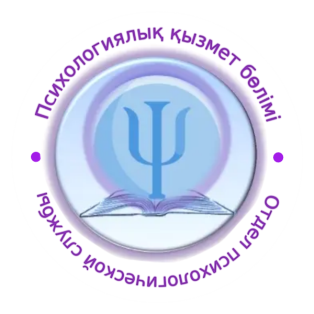 Психологиялық қызмет бөлімі
Отдел психологической службы